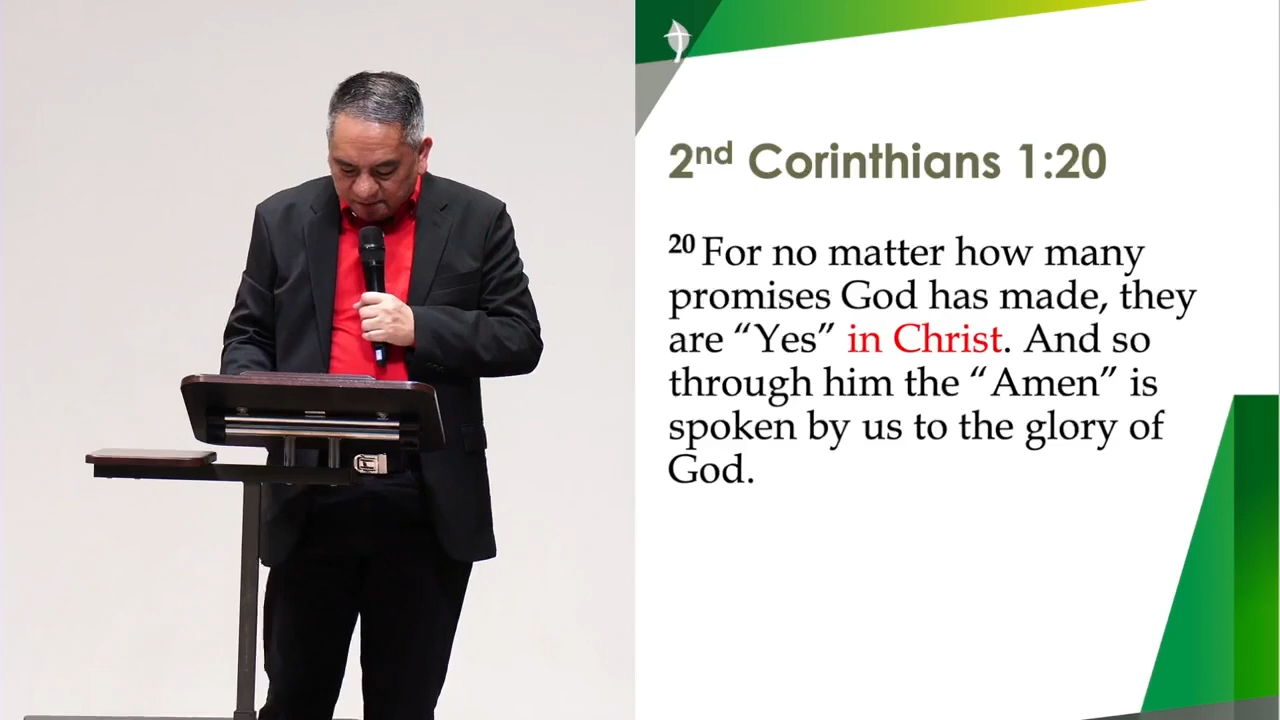 2nd Corinthians 1:20
20 For no matter how many
promises God has made, they
are “Yes” in Christ. And so
through him the “Amen” is
spoken by us to the glory of
God.